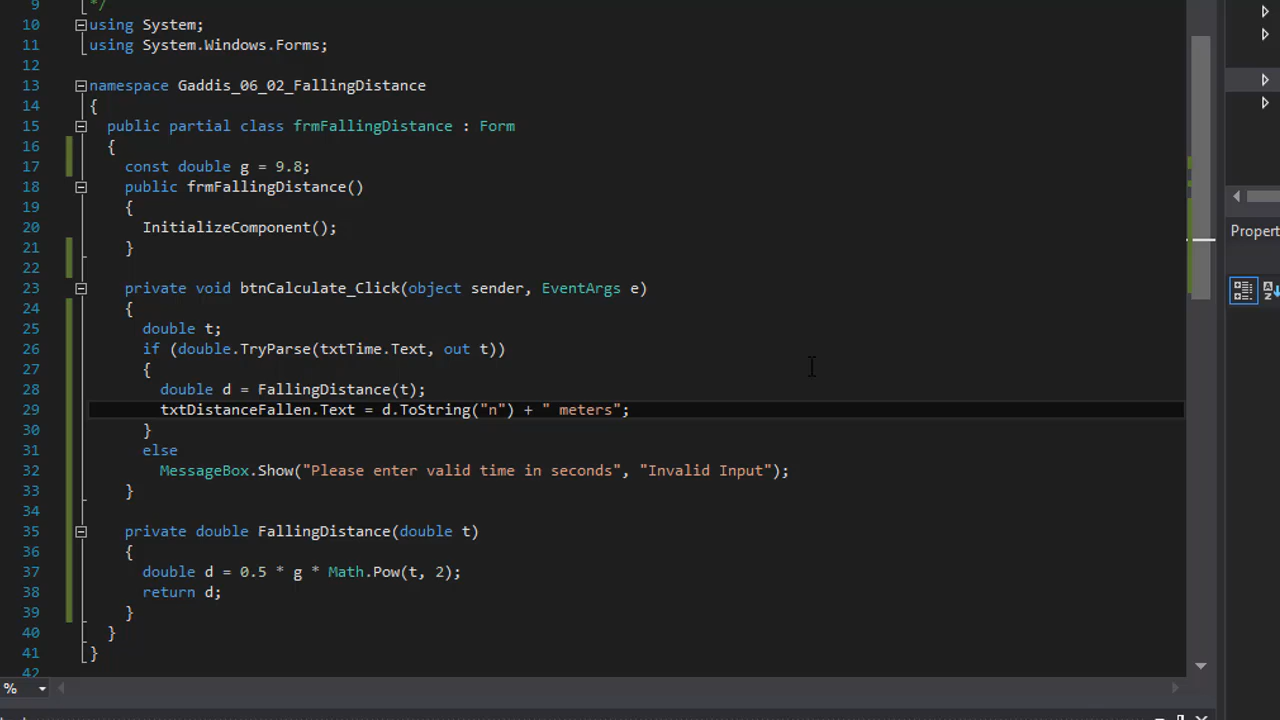 9 */
10 using System;
11 using System.Windows.Forms;
12
13 namespace Gaddis_06_02_FallingDistance
14 {
15 public partial class frmFallingDistance : Form
16 {
17 const double g = 9.8;
18 public frmFallingDistance()
19 {
20 InitializeComponent();
21 }
22
23 private void btnCalculate_Click(object sender, EventArgs e)
24 {
25 double t;
26 if (double.TryParse(txtTime.Text, out t))
27 {
28 double d = FallingDistance(t);
29 txtDistanceFallen.Text = d.ToString("n") + " meters";
30 }
31 else
32 MessageBox.Show("Please enter valid time in seconds", "Invalid Input");
33 }
34
35 private double FallingDistance(double t)
36 {
37 double d = 0.5 * g * Math.Pow(t, 2);
38 return d;
39 }
40 }
41 }
42
%
Propert